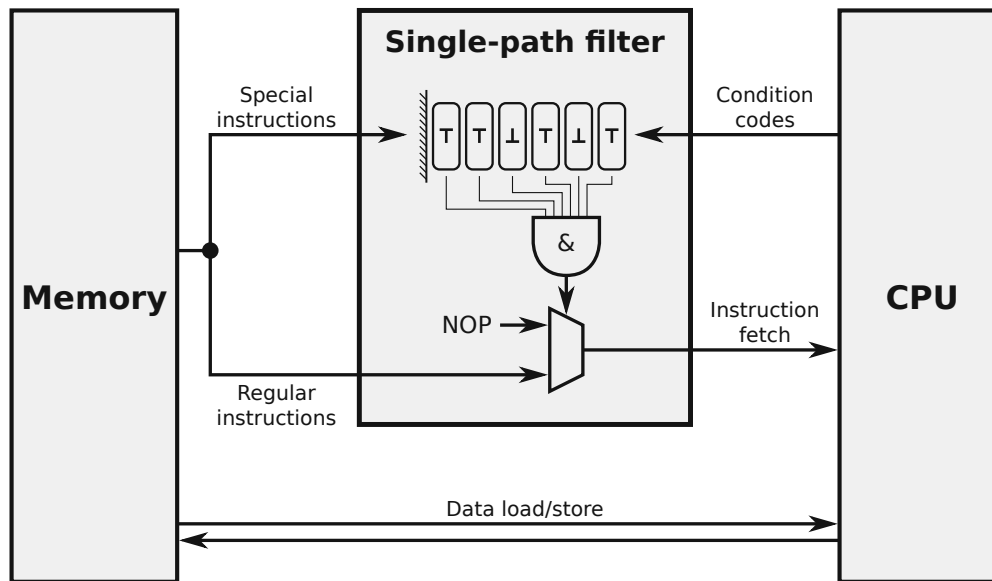 Single-path filter
Special
instructions
Condition
codes
⊤ ⊤ ⊥ ⊤ ⊥ ⊤
&
Memory
CPU
NOP
Instruction
fetch
Regular
instructions
Data load/store